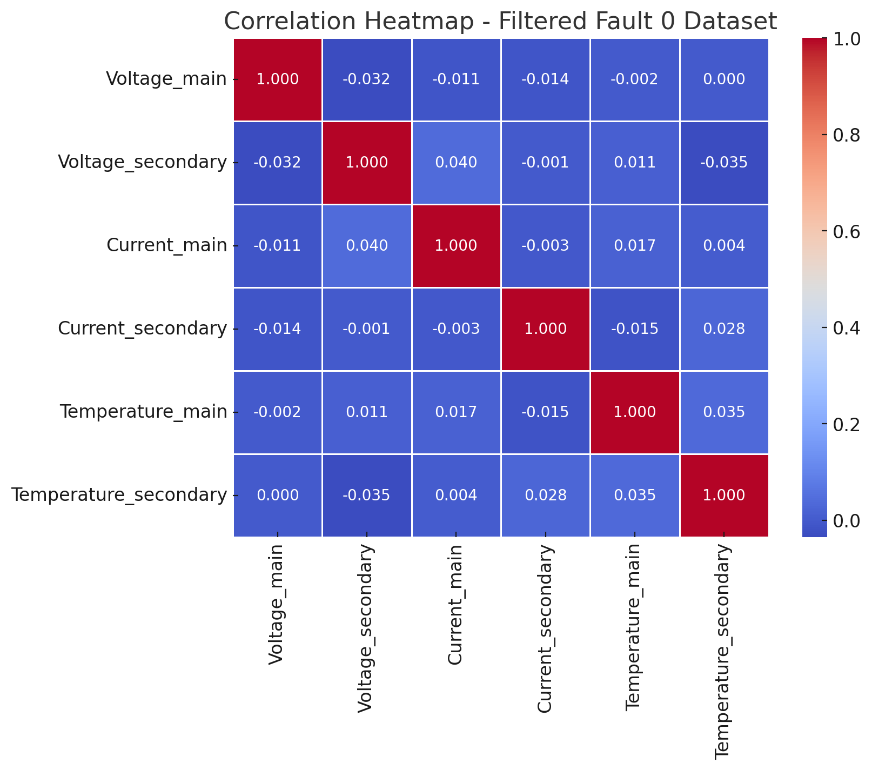 Correlation Heatmap - Filtered Fault 0 Dataset
Voltage_main 1.000 -0.032 -0.011 -0.014 -0.002 0.000
Voltage_secondary -0.032 1.000 0.040 -0.001 0.011 -0.035
Current_main -0.011 0.040 1.000 -0.003 0.017 0.004
Current_secondary -0.014 -0.001 -0.003 1.000 -0.015 0.028
Temperature_main -0.002 0.011 0.017 -0.015 1.000 0.035
Temperature_secondary 0.000 -0.035 0.004 0.028 0.035 1.000
Voltage_main
Voltage_secondary
Current_main
Current_secondary
Temperature_main
Temperature_secondary
1.0
0.8
0.6
0.4
0.2
0.0